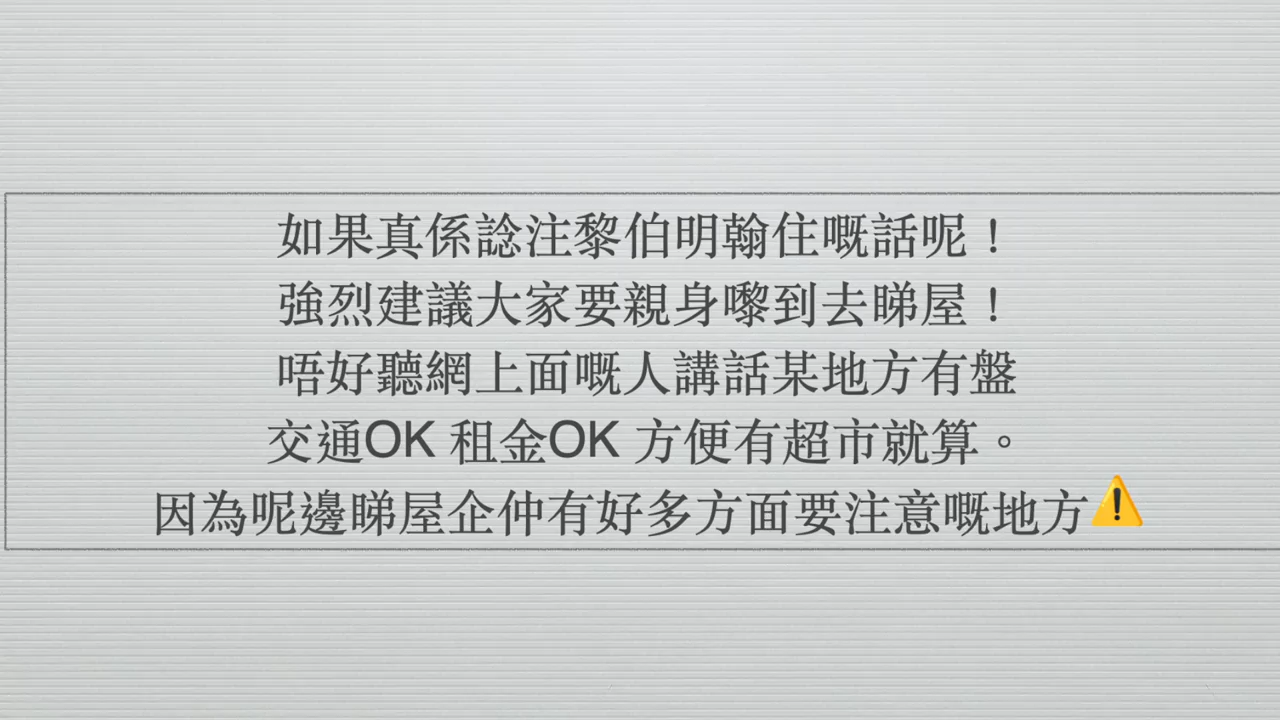 如果真係諗注黎伯明翰住嘅話呢！
強烈建議大家要親身嚟到去睇屋！
唔好聽網上面嘅人講話某地方有盤
交通OK 租金OK 方便有超市就算。
因為呢邊睇屋企仲有好多方面要注意嘅地方⚠️